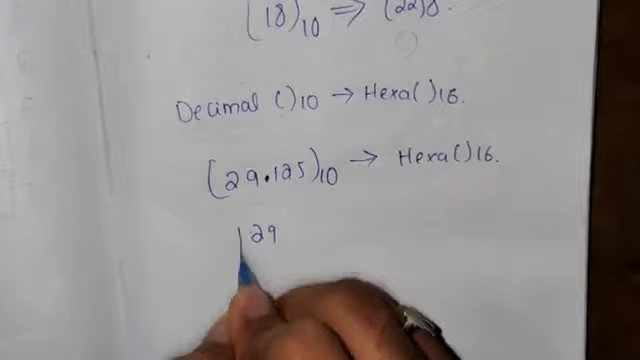 (18)10 ⇒ (22)8.
Decimal ()10 → Hexa()16.
(29.125)10 → Hexa()16.
29